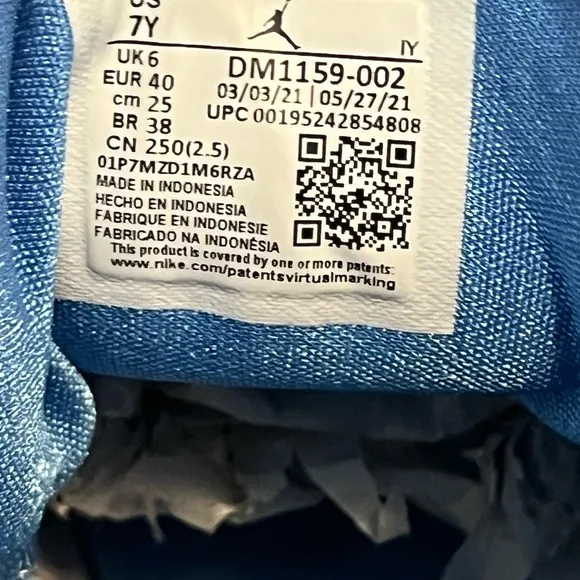 US
7Y
IY
UK 6
EUR 40
cm 25
BR 38
CN 250(2.5)
DM1159-002
03/03/21 | 05/27/21
UPC 00195242854808
01P7MZD1M6RZA
MADE IN INDONESIA
HECHO EN INDONESIA
FABRIQUE EN INDONESIE
FABRICADO NA INDONÉSIA
This product is covered by one or more patents:
www.nike.com/patentsvirtualmarking